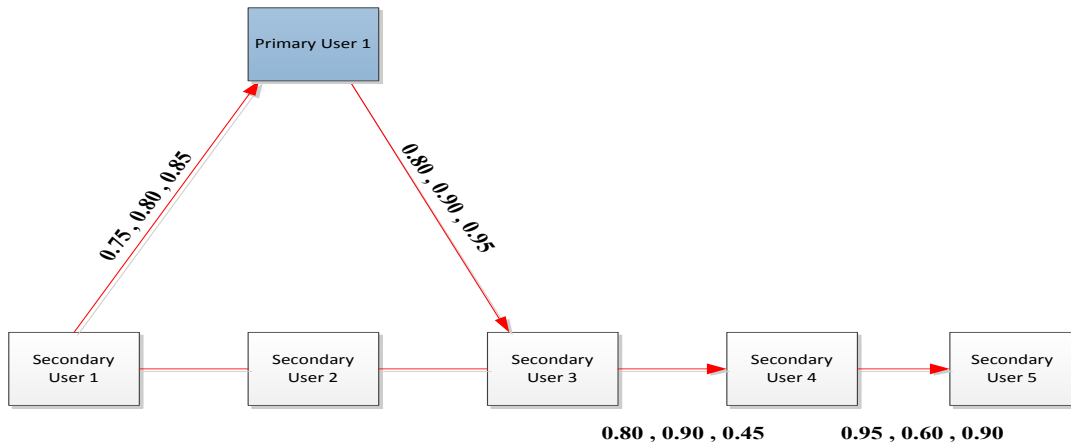 Primary User 1
0.75 , 0.80 , 0.85
0.80 , 0.90 , 0.95
Secondary
User 1
Secondary
User 2
Secondary
User 3
Secondary
User 4
Secondary
User 5
0.80 , 0.90 , 0.45
0.95 , 0.60 , 0.90